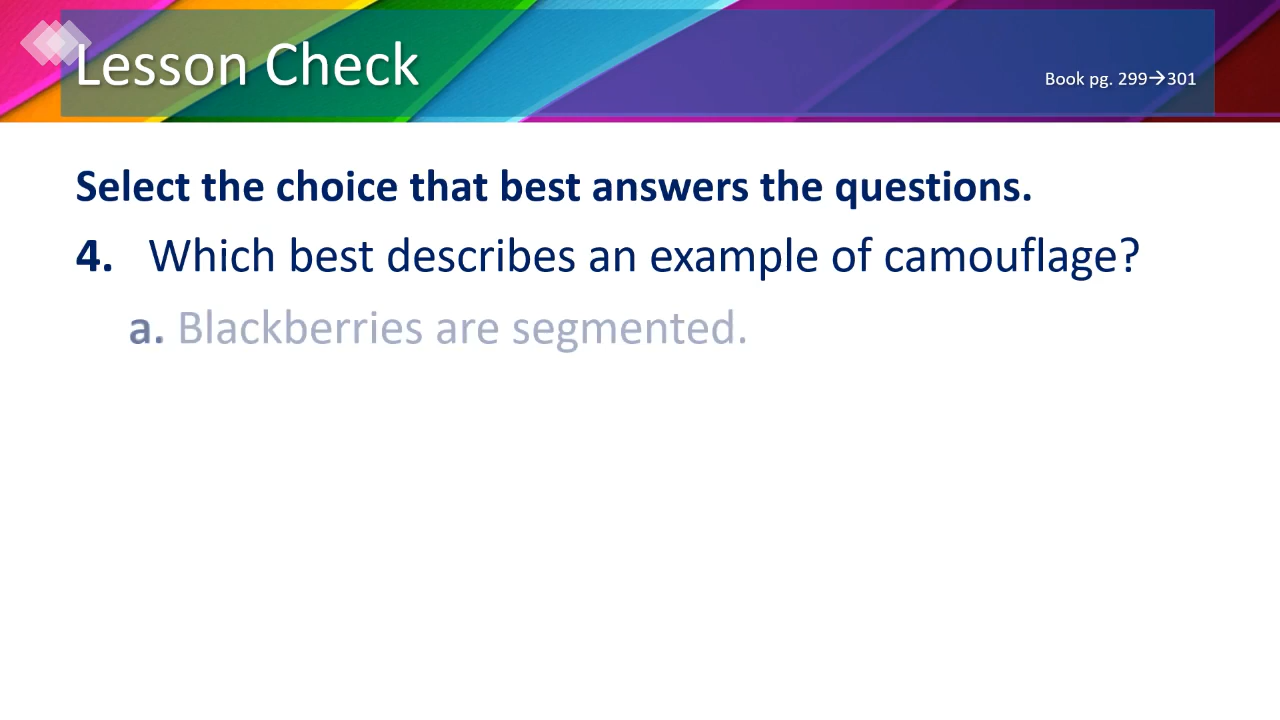 Lesson Check
Book pg. 299→301
Select the choice that best answers the questions.
4. Which best describes an example of camouflage?
a. Blackberries are segmented.